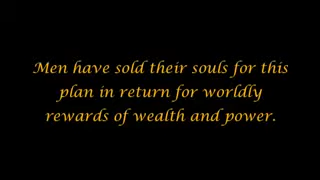 Men have sold their souls for this
plan in return for worldly
rewards of wealth and power.